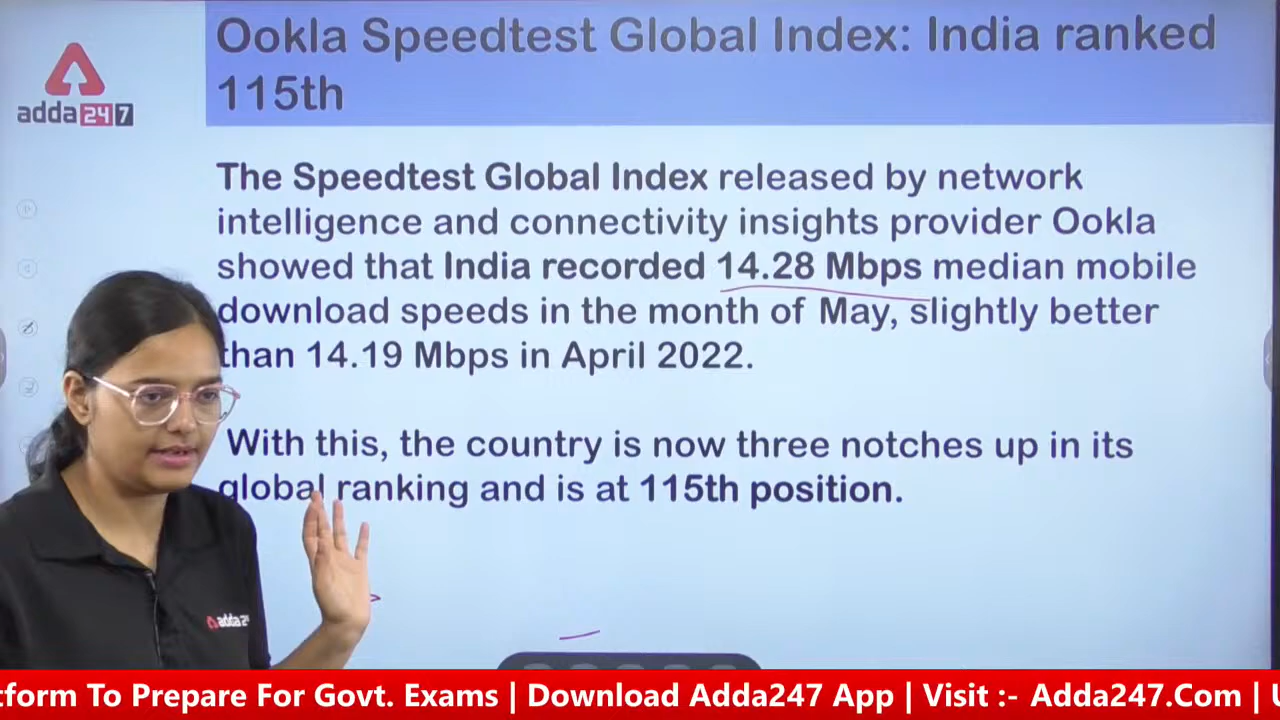 Ookla Speedtest Global Index: India ranked
115th
adda247
The Speedtest Global Index released by network
intelligence and connectivity insights provider Ookla
showed that India recorded 14.28 Mbps median mobile
download speeds in the month of May, slightly better
than 14.19 Mbps in April 2022.
With this, the country is now three notches up in its
global ranking and is at 115th position.
adda24
tform To Prepare For Govt. Exams | Download Adda247 App | Visit :- Adda247.Com | U